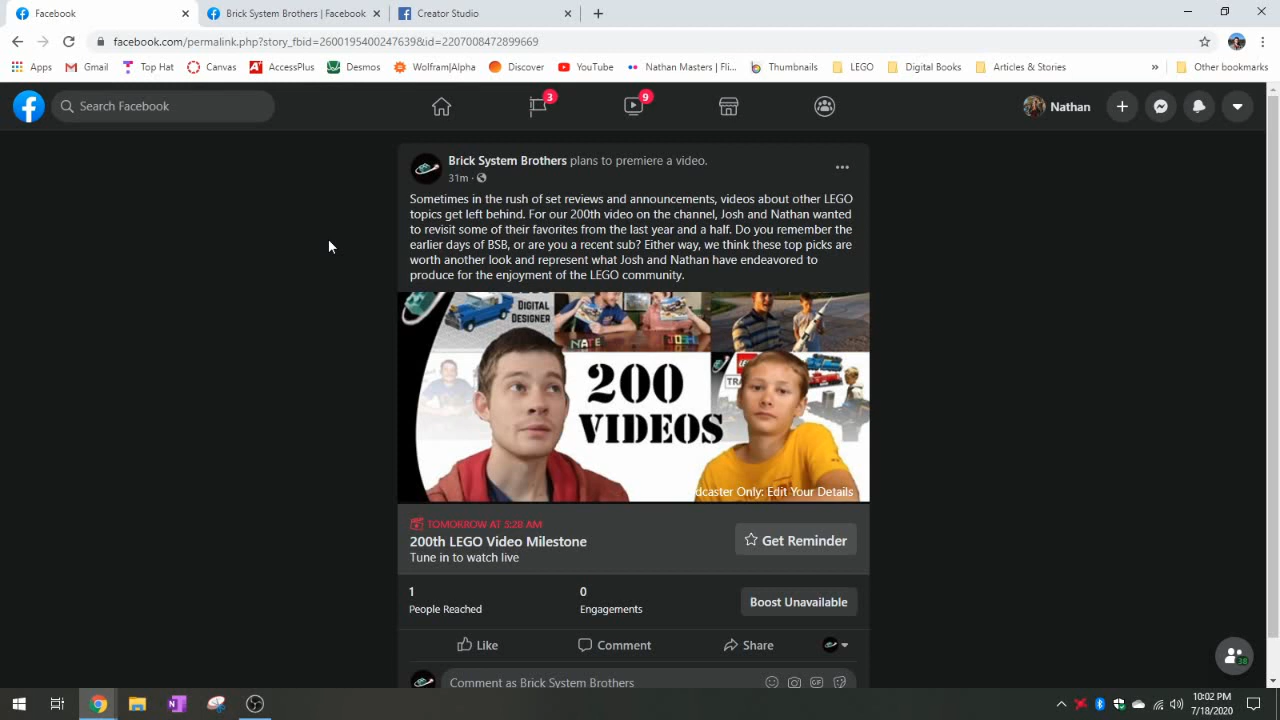 Facebook
Brick System Brothers | Facebook
Creator Studio
facebook.com/permalink.php?story_fbid=2600195400247639&id=2207008472899669
Apps
Gmail
Top Hat
Canvas
AccessPlus
Desmos
Wolfram|Alpha
Discover
YouTube
Nathan Masters | Fli...
Thumbnails
LEGO
Digital Books
Articles & Stories
»
Other bookmarks
Search Facebook
3
9
Nathan
Brick System Brothers plans to premiere a video.
31m ·
Sometimes in the rush of set reviews and announcements, videos about other LEGO
topics get left behind. For our 200th video on the channel, Josh and Nathan wanted
to revisit some of their favorites from the last year and a half. Do you remember the
earlier days of BSB, or are you a recent sub? Either way, we think these top picks are
worth another look and represent what Josh and Nathan have endeavored to
produce for the enjoyment of the LEGO community.
DIGITAL
DESIGNER
NATE
JOSH
200
VIDEOS
TRA
dcaster Only: Edit Your Details
TOMORROW AT 5:28 AM
200th LEGO Video Milestone
Tune in to watch live
Get Reminder
1
People Reached
0
Engagements
Boost Unavailable
Like
Comment
Share
Comment as Brick System Brothers
GIF
38
10:02 PM
7/18/2020